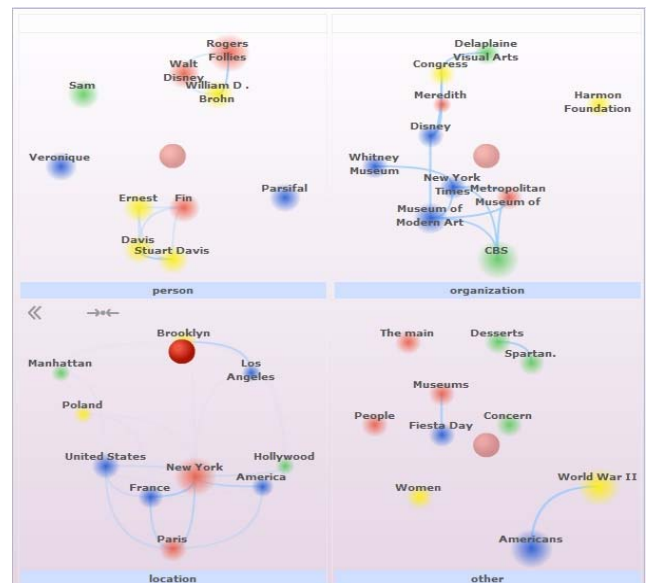 Rogers
Follies
Walt
Disney
William D .
Brohn
Sam
Veronique
Parsifal
Ernest
Fin
Davis
Stuart Davis
person
Delaplaine
Visual Arts
Congress
Meredith
Harmon
Foundation
Disney
Whitney
Museum
New York
Times
Metropolitan
Museum of
Museum of
Modern Art
CBS
organization
Brooklyn
Manhattan
Los
Angeles
Poland
United States
New York
Hollywood
France
America
Paris
location
The main
Desserts
Spartan.
Museums
People
Fiesta Day
Concern
Women
World War II
Americans
other